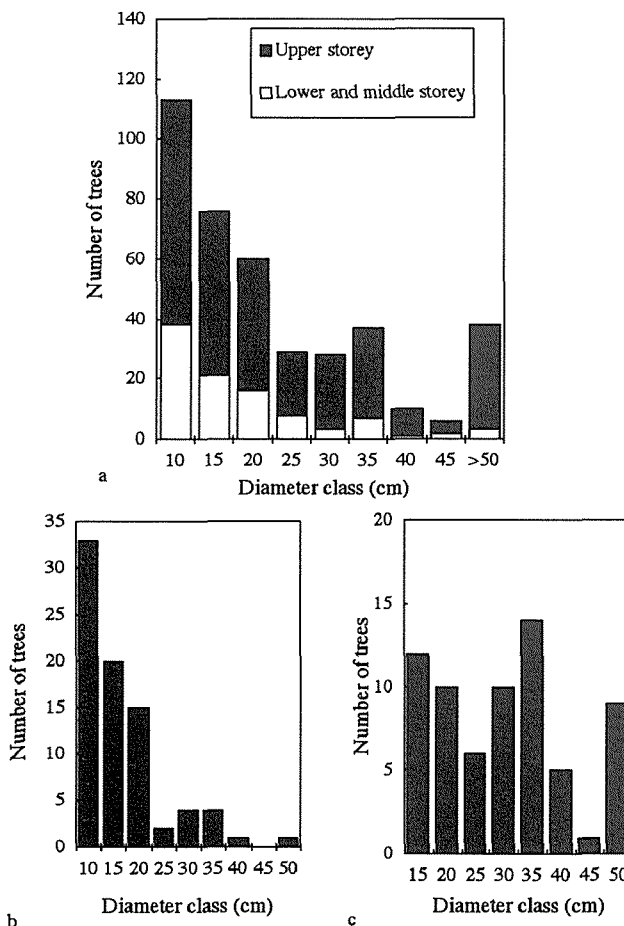 140
120
100
80
60
40
20
0
Number of trees
Upper storey
Lower and middle storey
10 15 20 25 30 35 40 45 >50
Diameter class (cm)
a
35
30
25
20
15
10
5
0
Number of trees
10 15 20 25 30 35 40 45 50
Diameter class (cm)
b
20
15
10
5
0
Number of trees
15 20 25 30 35 40 45 50
Diameter class (cm)
c